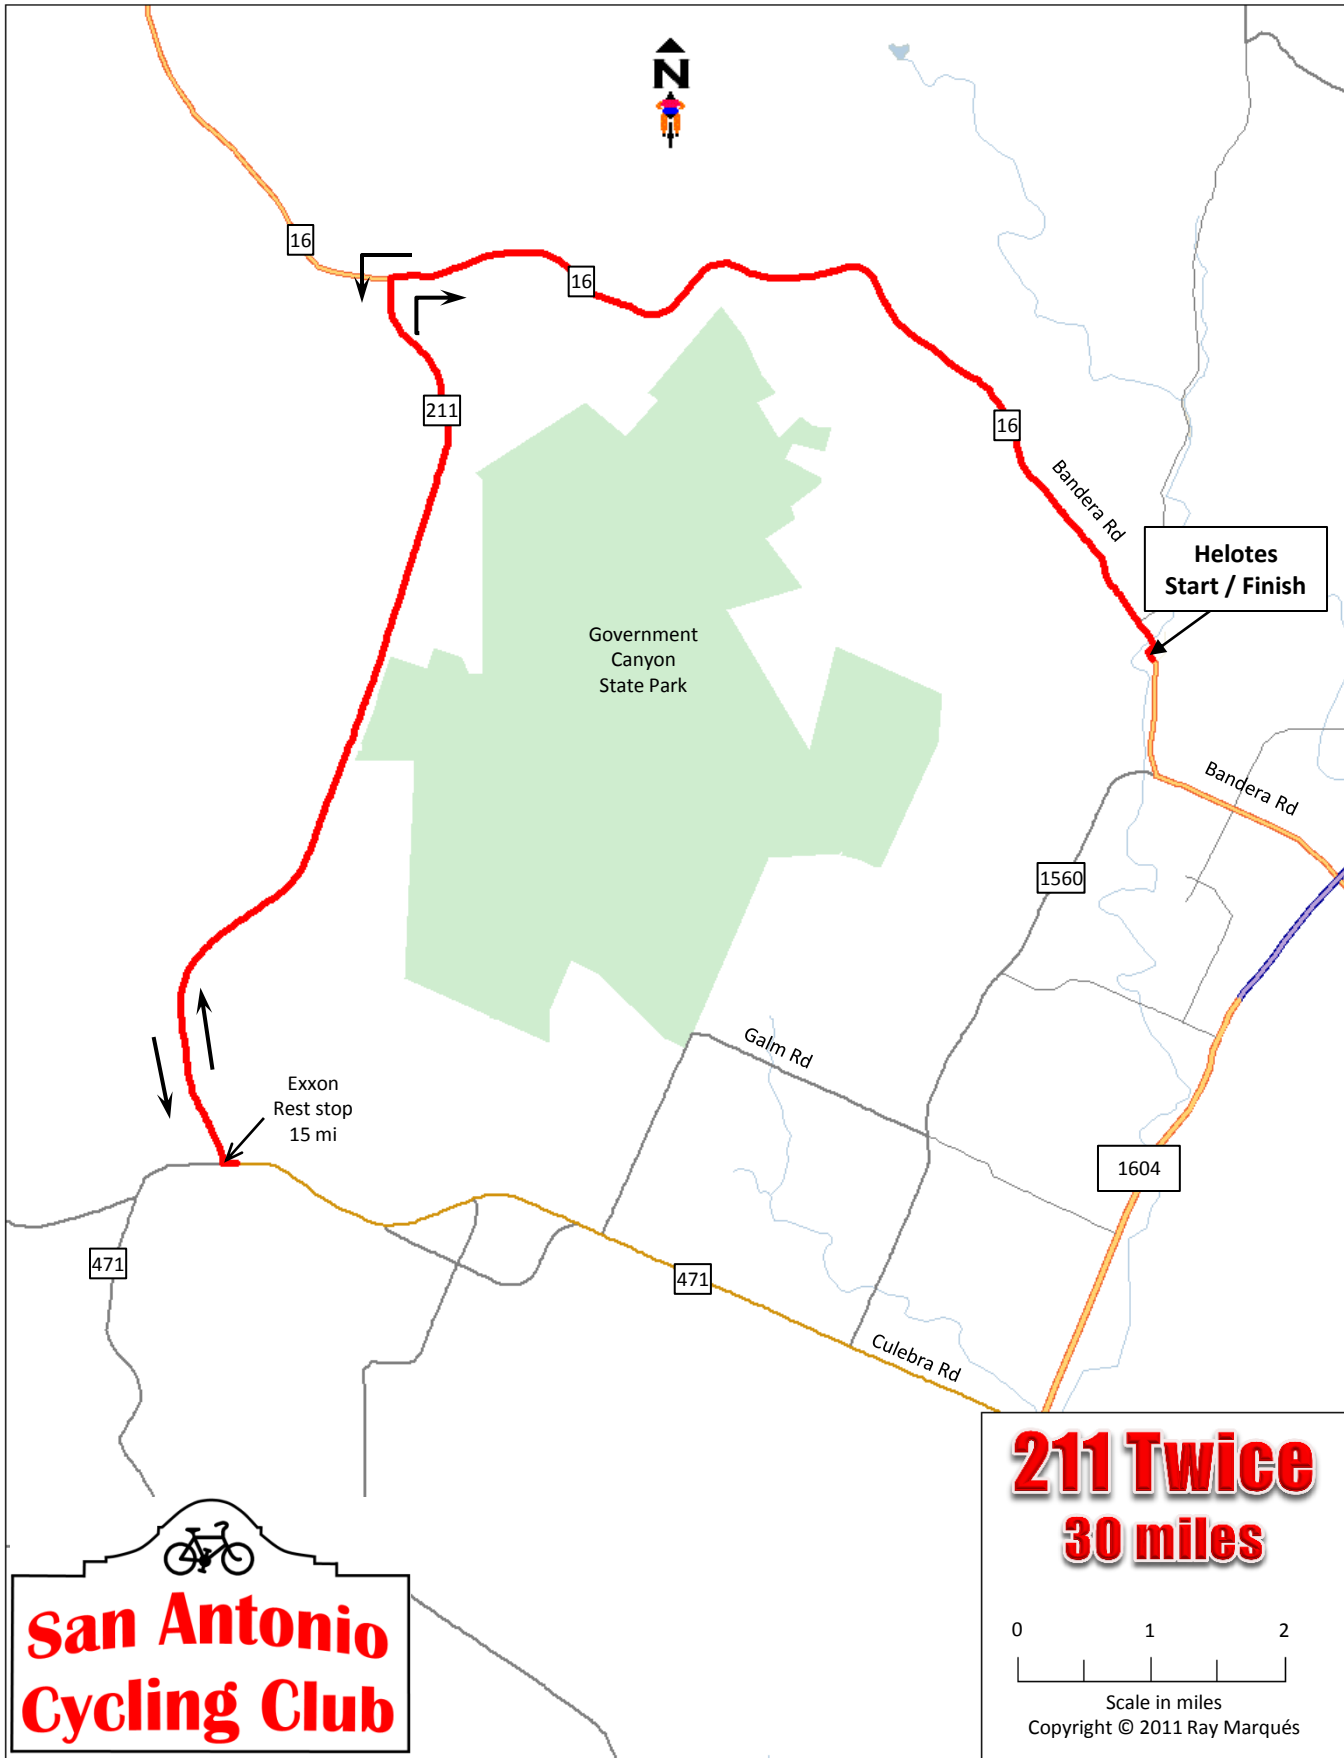 N
16
16
211
16
Bandera Rd
Helotes
Start / Finish
Government
Canyon
State Park
Bandera Rd
1560
Galm Rd
Exxon
Rest stop
15 mi
1604
471
471
Culebra Rd
211 Twice
30 miles
0 1 2
Scale in miles
Copyright © 2011 Ray Marqués
San Antonio
Cycling Club